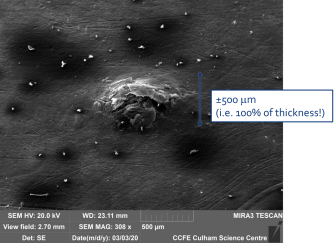 ±500 µm
(i.e. 100% of thickness!)
SEM HV: 20.0 kV WD: 23.11 mm MIRA3 TESCAN
View field: 2.70 mm SEM MAG: 308 x 500 µm
Det: SE Date(m/d/y): 03/03/20 CCFE Culham Science Centre